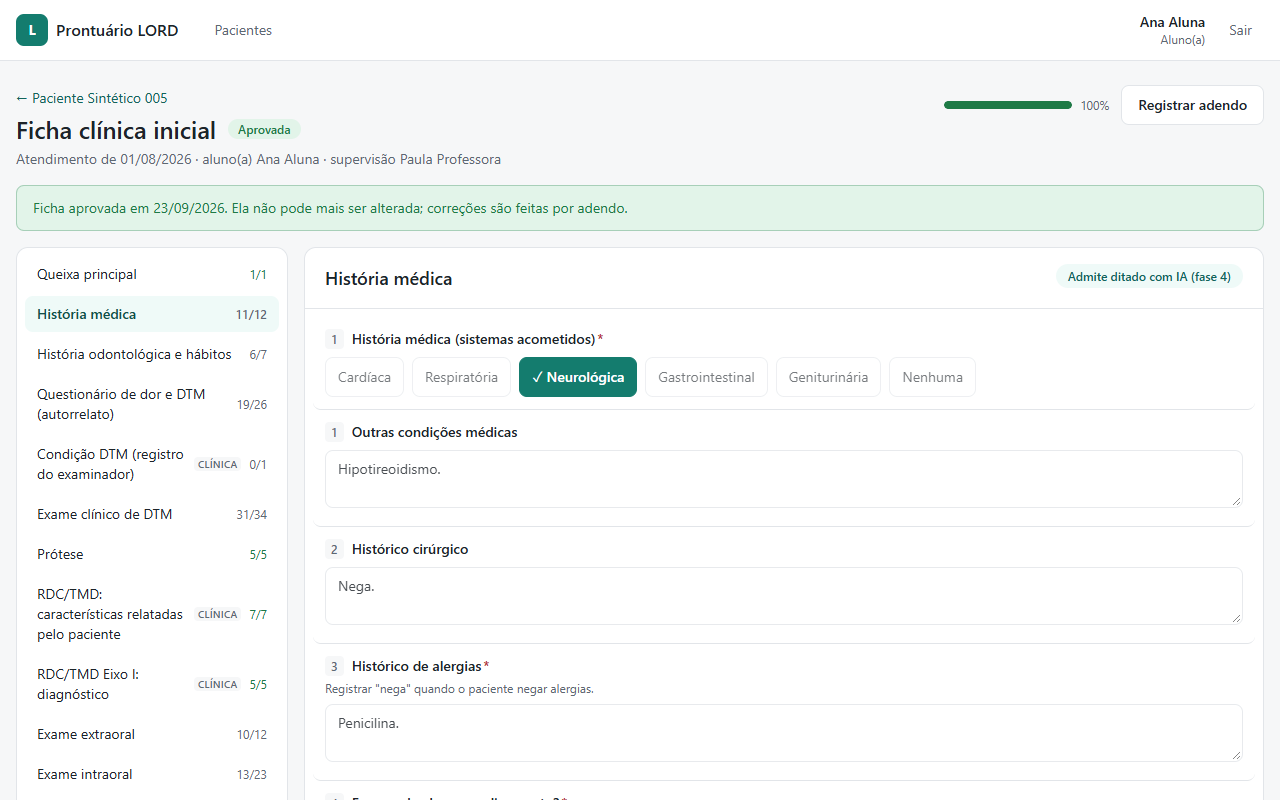 L Prontuário LORD Pacientes Ana Aluna
Aluno(a) Sair
← Paciente Sintético 005
Ficha clínica inicial Aprovada 100% Registrar adendo
Atendimento de 01/08/2026 · aluno(a) Ana Aluna · supervisão Paula Professora
Ficha aprovada em 23/09/2026. Ela não pode mais ser alterada; correções são feitas por adendo.
Queixa principal 1/1
História médica 11/12
História odontológica e hábitos 6/7
Questionário de dor e DTM
(autorrelato) 19/26
Condição DTM (registro
do examinador) CLÍNICA 0/1
Exame clínico de DTM 31/34
Prótese 5/5
RDC/TMD:
características relatadas
pelo paciente CLÍNICA 7/7
RDC/TMD Eixo I:
diagnóstico CLÍNICA 5/5
Exame extraoral 10/12
Exame intraoral 13/23
História médica Admite ditado com IA (fase 4)
1 História médica (sistemas acometidos)*
Cardíaca Respiratória ✓ Neurológica Gastrointestinal Geniturinária Nenhuma
1 Outras condições médicas
Hipotireoidismo.
2 Histórico cirúrgico
Nega.
3 Histórico de alergias*
Registrar "nega" quando o paciente negar alergias.
Penicilina.